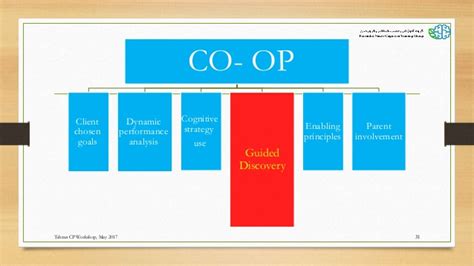 CO- OP
Client
chosen
goals
Dynamic
performance
analysis
Cognitive
strategy
use
Guided
Discovery
Enabling
principles
Parent
involvement
Tehran CP Workshop, May 2017